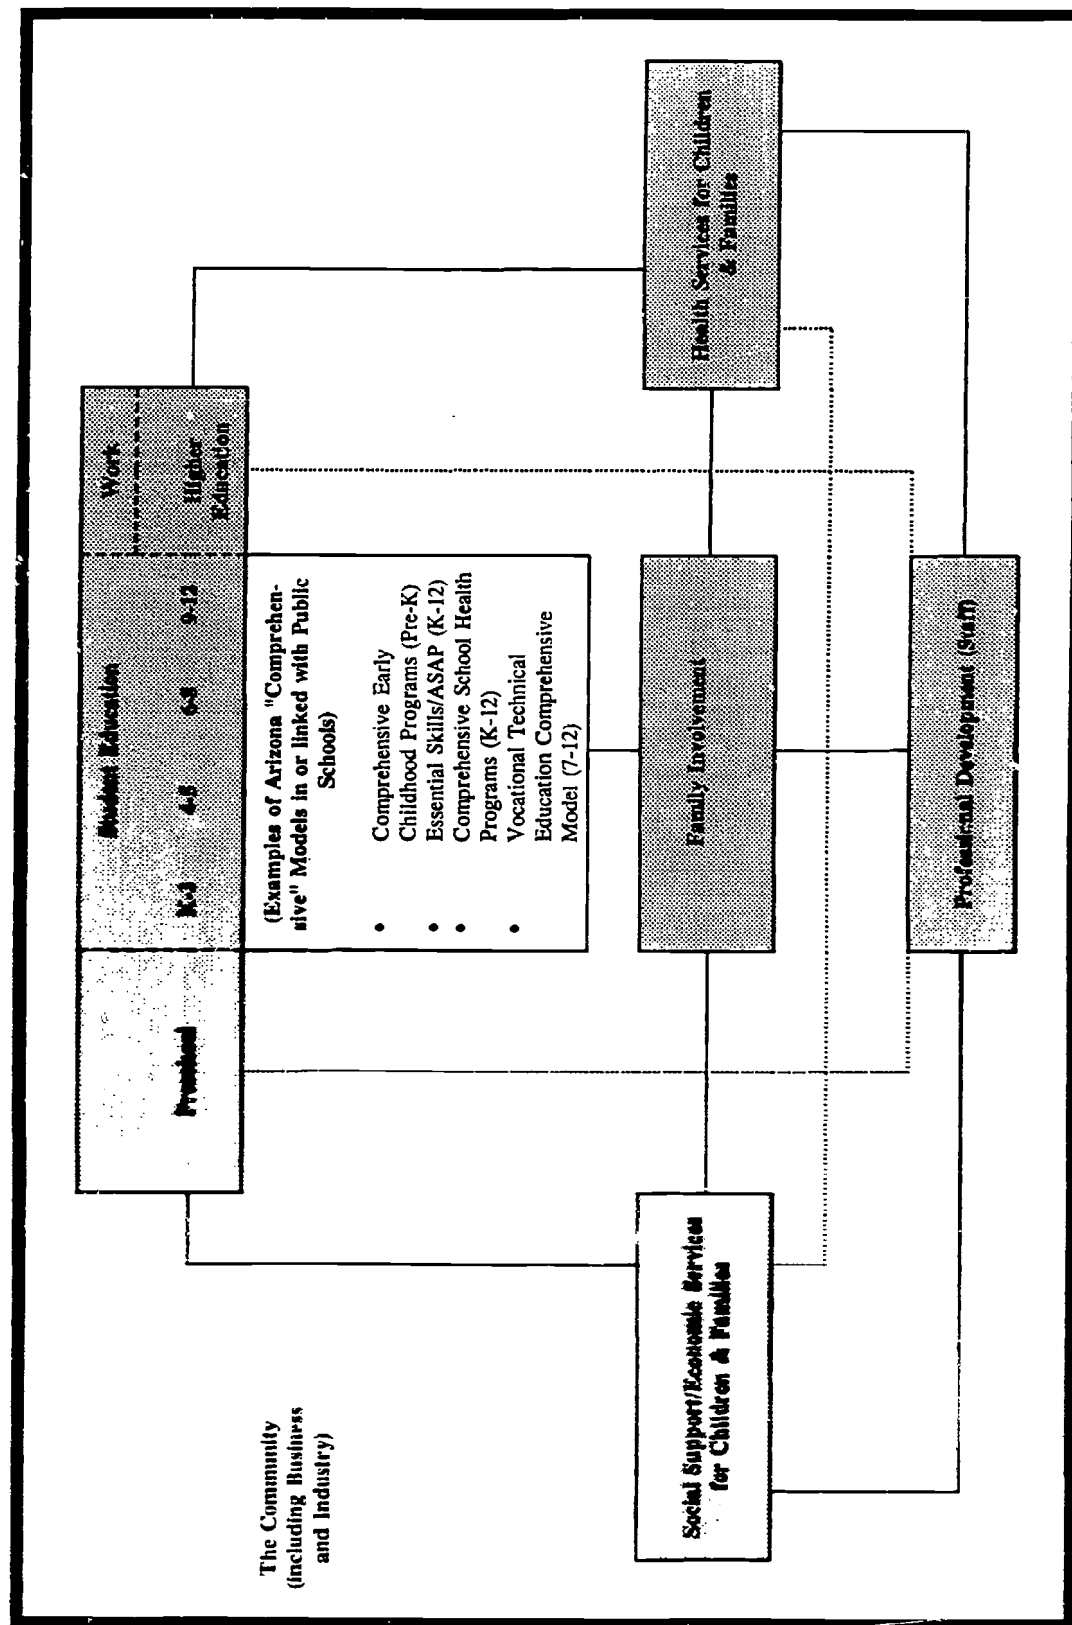 The Community
(including Business
and Industry)
Preschool
Student Education
K-3 4-5 6-8 9-12
Work
Higher
Education
(Examples of Arizona "Comprehen-
sive" Models in or linked with Public
Schools)
• Comprehensive Early
Childhood Programs (Pre-K)
• Essential Skills/ASAP (K-12)
• Comprehensive School Health
Programs (K-12)
• Vocational Technical
Education Comprehensive
Model (7-12)
Social Support/Economic Services
for Children & Families
Family Involvement
Health Services for Children
& Families
Professional Development (Staff)